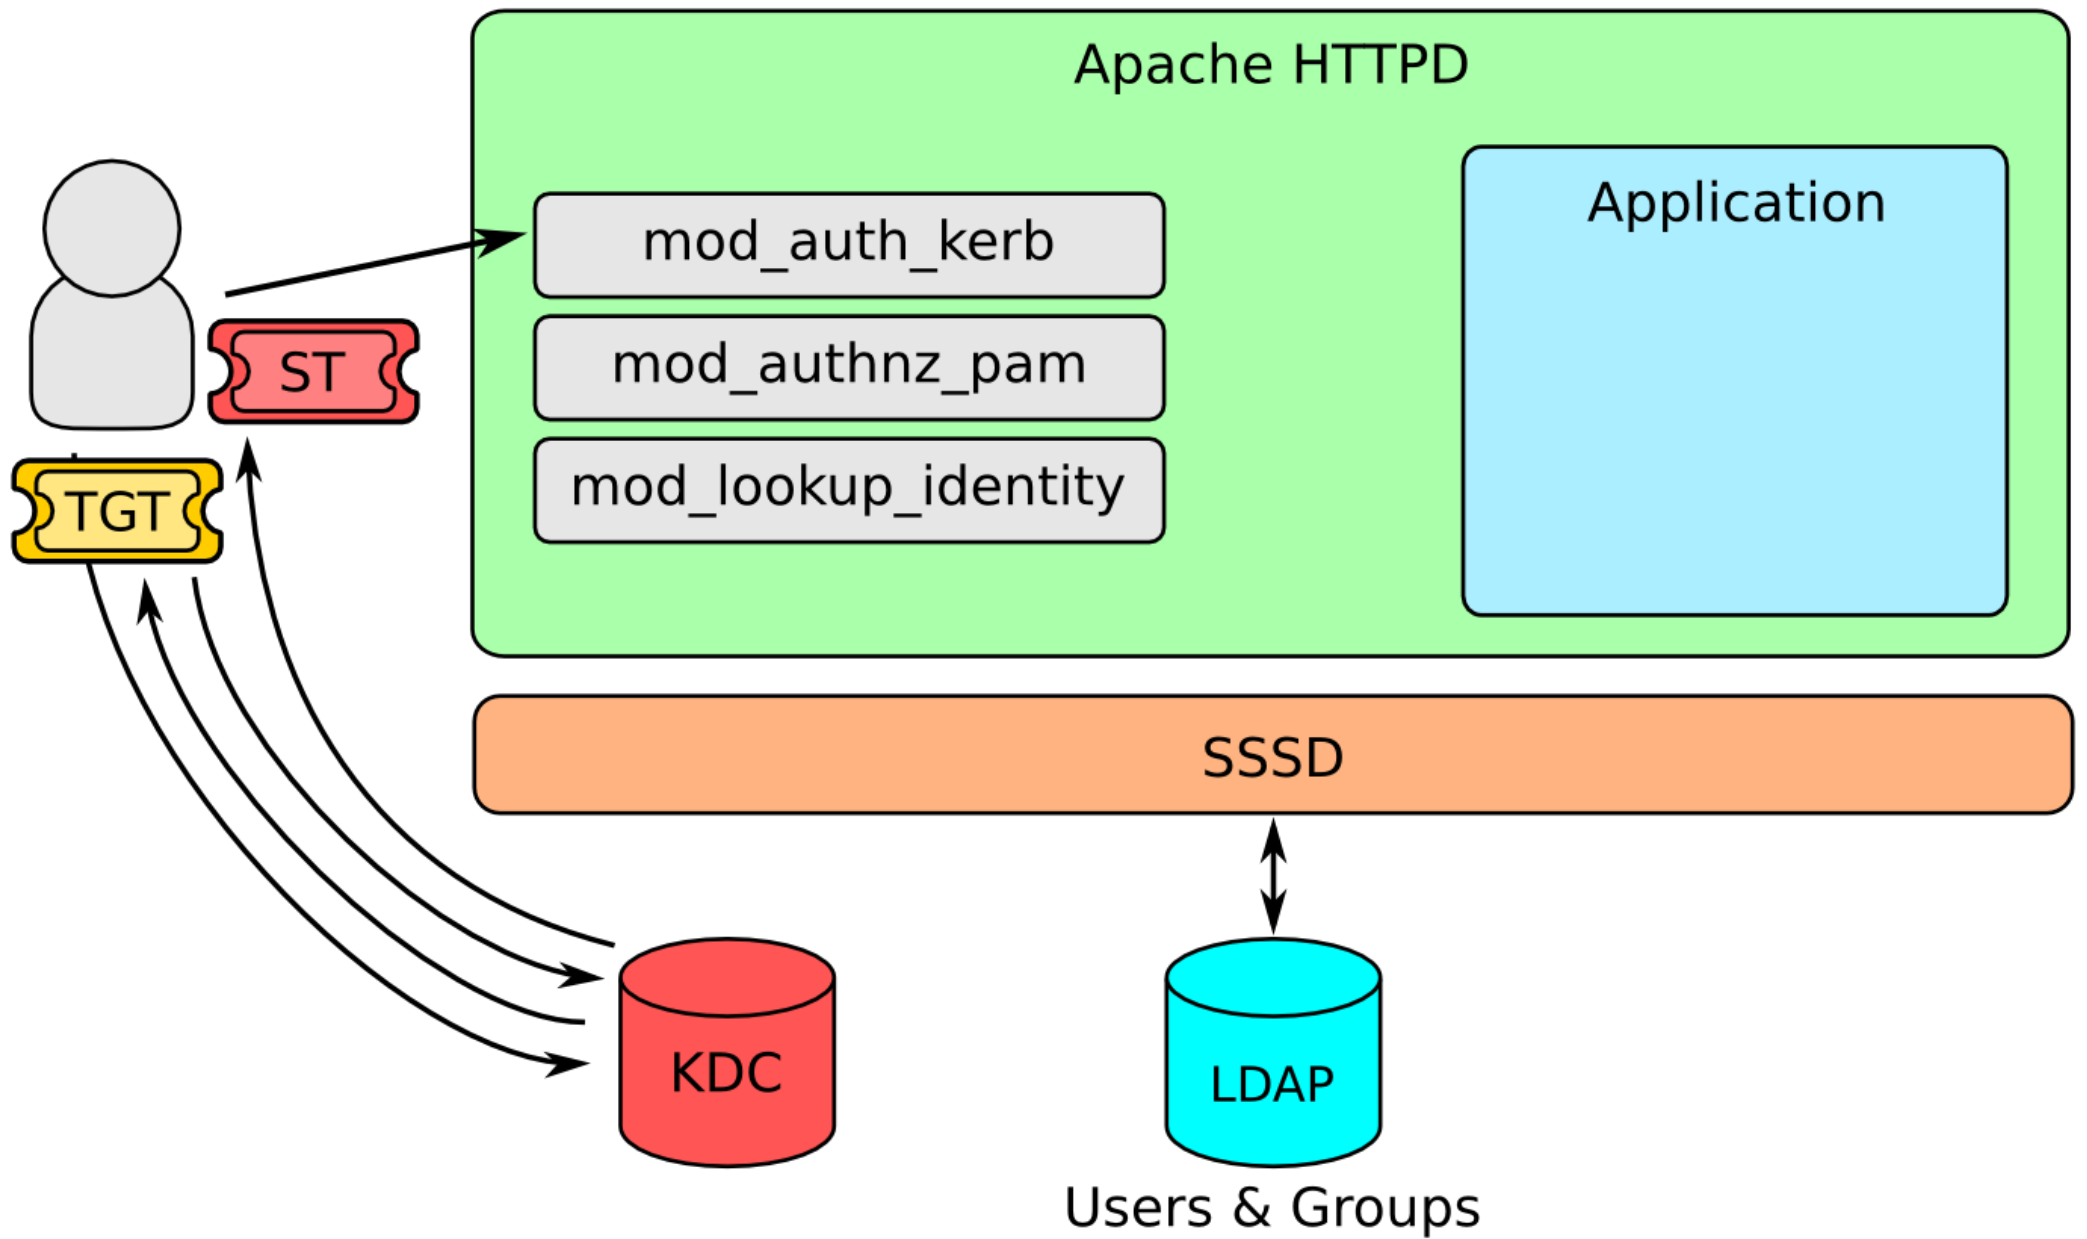 Apache HTTPD
Application
mod_auth_kerb
mod_authnz_pam
mod_lookup_identity
ST
TGT
SSSD
KDC
LDAP
Users & Groups